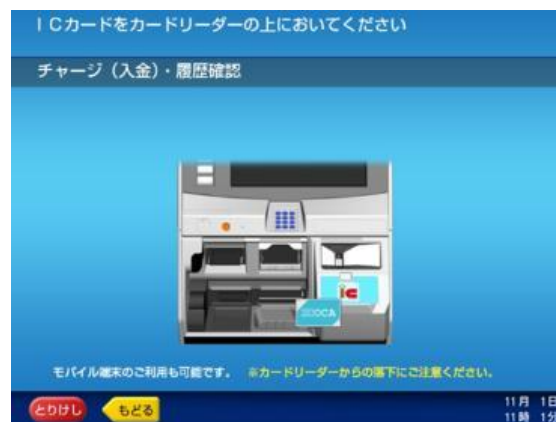 ICカードをカードリーダーの上においてください
チャージ（入金）・履歴確認
ic
モバイル端末のご利用も可能です。 ※カードリーダーからの落下にご注意ください。
とりけし もどる
11月 1日
11時 1分